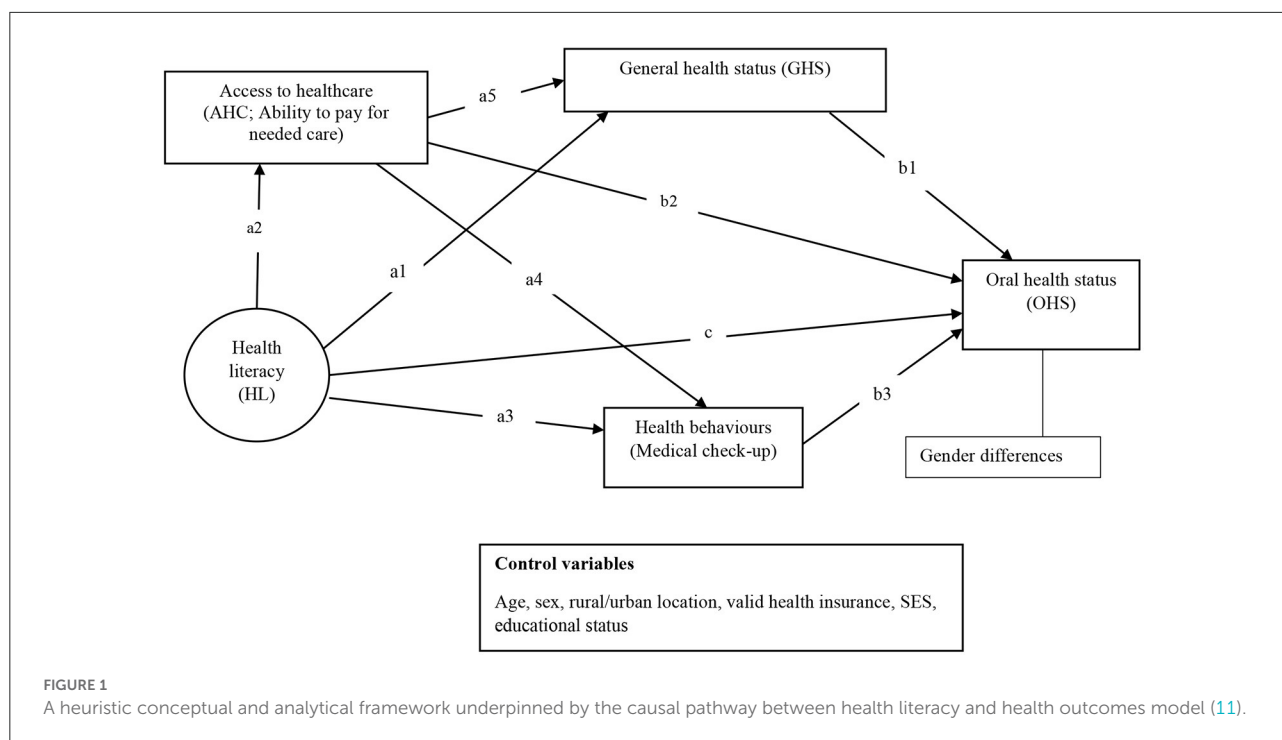 General health status (GHS)
Access to healthcare
(AHC; Ability to pay for
needed care)
a5
b1
b2
a2
a1
a4
Oral health status
(OHS)
c
Health
literacy
(HL)
b3
a3
Health behaviours
(Medical check-up)
Gender differences
Control variables
Age, sex, rural/urban location, valid health insurance, SES,
educational status
FIGURE 1
A heuristic conceptual and analytical framework underpinned by the causal pathway between health literacy and health outcomes model (11).